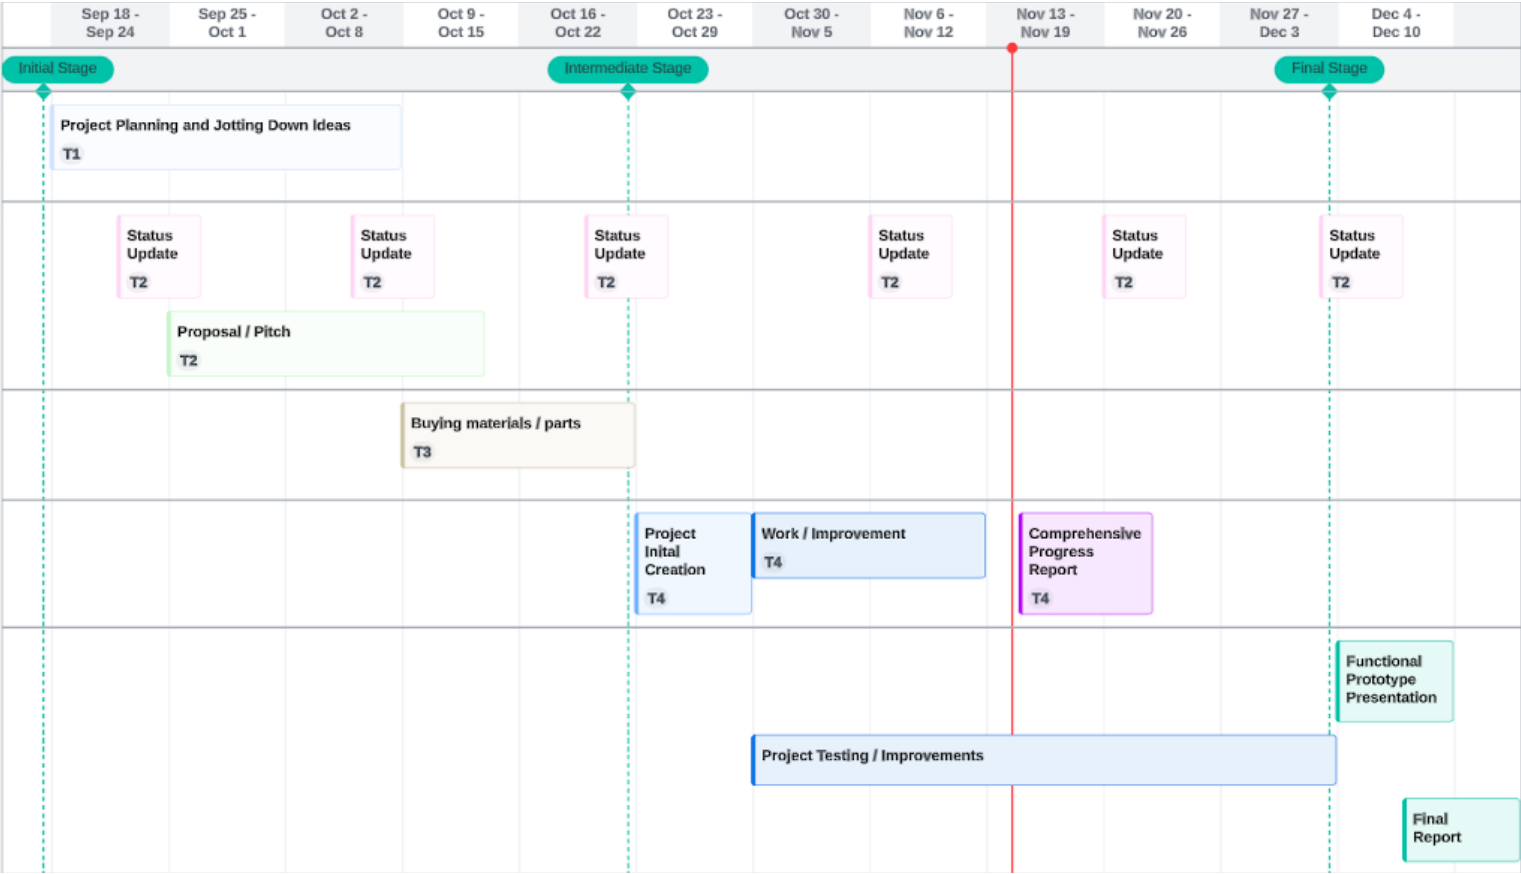 Sep 18 -
Sep 24
Sep 25 -
Oct 1
Oct 2 -
Oct 8
Oct 9 -
Oct 15
Oct 16 -
Oct 22
Oct 23 -
Oct 29
Oct 30 -
Nov 5
Nov 6 -
Nov 12
Nov 13 -
Nov 19
Nov 20 -
Nov 26
Nov 27 -
Dec 3
Dec 4 -
Dec 10
Initial Stage
Intermediate Stage
Final Stage
Project Planning and Jotting Down Ideas
T1
Status
Update
T2
Status
Update
T2
Status
Update
T2
Status
Update
T2
Status
Update
T2
Status
Update
T2
Proposal / Pitch
T2
Buying materials / parts
T3
Project
Inital
Creation
T4
Work / Improvement
T4
Comprehensive
Progress
Report
T4
Functional
Prototype
Presentation
Project Testing / Improvements
Final
Report